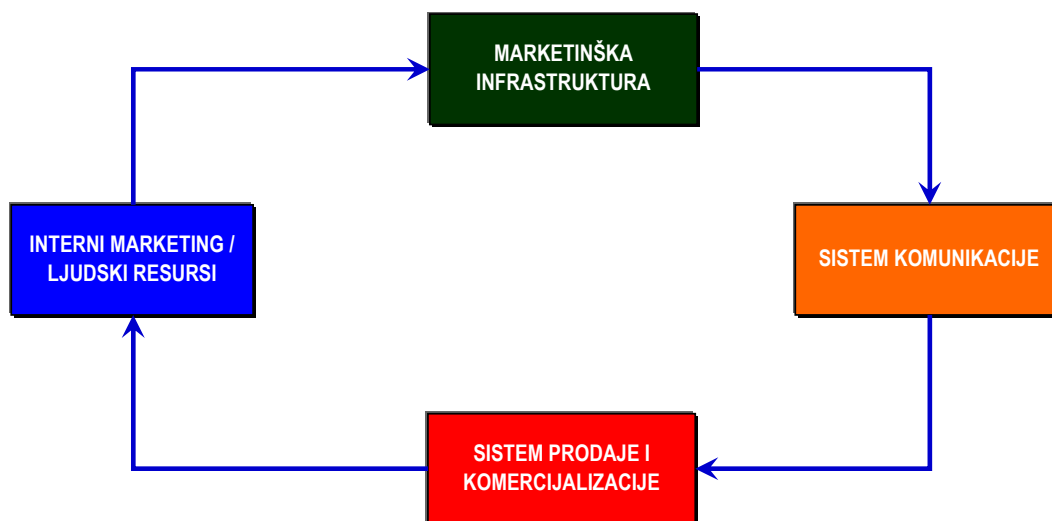 MARKETINŠKA
INFRASTRUKTURA
INTERNI MARKETING /
LJUDSKI RESURSI
SISTEM KOMUNIKACIJE
SISTEM PRODAJE I
KOMERCIJALIZACIJE